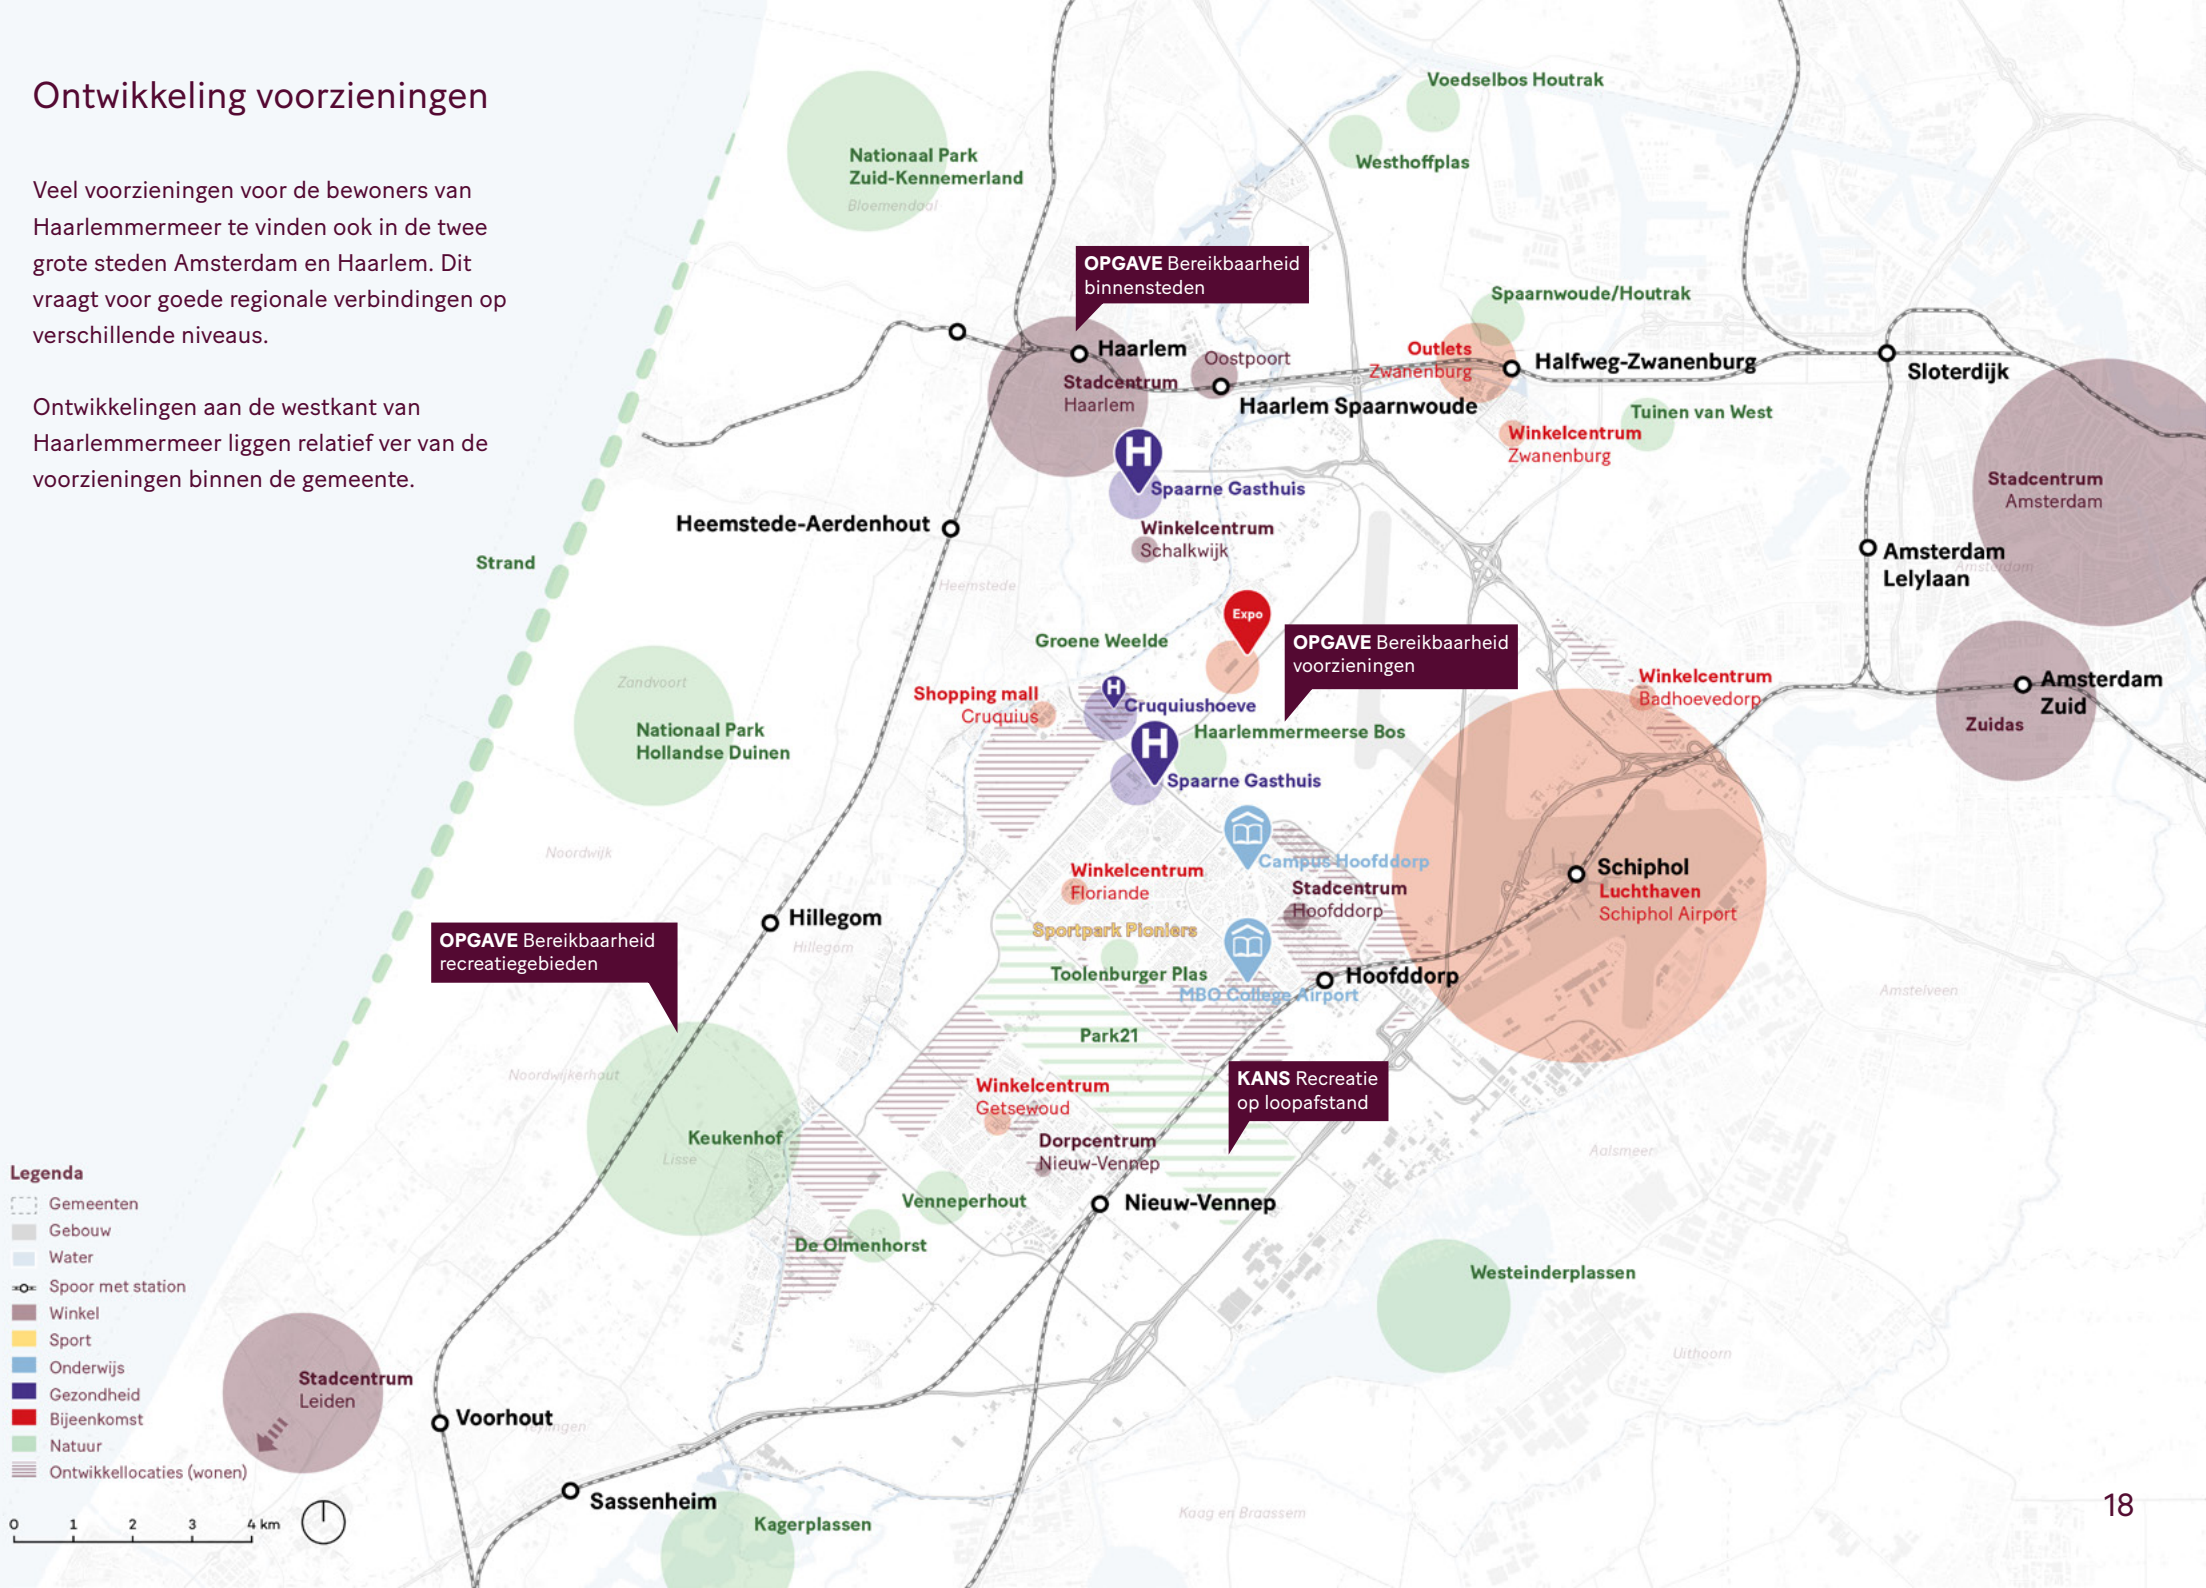 Ontwikkeling voorzieningen
Veel voorzieningen voor de bewoners van
Haarlemmermeer te vinden ook in de twee
grote steden Amsterdam en Haarlem. Dit
vraagt voor goede regionale verbindingen op
verschillende niveaus.
Ontwikkelingen aan de westkant van
Haarlemmermeer liggen relatief ver van de
voorzieningen binnen de gemeente.
Voedselbos Houtrak
Westhoffplas
Nationaal Park
Zuid-Kennemerland
Bloemendaal
OPGAVE Bereikbaarheid
binnensteden
Spaarnwoude/Houtrak
Haarlem
Stadcentrum
Haarlem
Oostpoort
Haarlem Spaarnwoude
Outlets
Zwanenburg
Halfweg-Zwanenburg
Sloterdijk
Tuinen van West
Winkelcentrum
Zwanenburg
Stadcentrum
Amsterdam
Spaarne Gasthuis
Heemstede-Aerdenhout
Winkelcentrum
Schalkwijk
Amsterdam
Lelylaan
Amsterdam
Strand
Heemstede
Expo
Groene Weelde
OPGAVE Bereikbaarheid
voorzieningen
Zandvoort
Nationaal Park
Hollandse Duinen
Shopping mall
Cruquius
H
H
H
Cruquiushoeve
Haarlemmermeerse Bos
Spaarne Gasthuis
Winkelcentrum
Badhoevedorp
Amsterdam
Zuid
Zuidas
Noordwijk
Campus Hoofddorp
Winkelcentrum
Floriande
Stadcentrum
Hoofddorp
Schiphol
Luchthaven
Schiphol Airport
Hillegom
Hillegom
Sportpark Pioniers
OPGAVE Bereikbaarheid
recreatiegebieden
Toolenburger Plas
MBO College Airport
Hoofddorp
Amstelveen
Park21
Noordwijkerhout
Winkelcentrum
Getsewoud
KANS Recreatie
op loopafstand
Keukenhof
Lisse
Dorpcentrum
Nieuw-Vennep
Aalsmeer
Venneperhout
Nieuw-Vennep
De Olmenhorst
Westeinderplassen
Uithoorn
Stadcentrum
Leiden
Voorhout
Sassenheim
Kagerplassen
Kaag en Braassem
Legenda
Gemeenten
Gebouw
Water
Spoor met station
Winkel
Sport
Onderwijs
Gezondheid
Bijeenkomst
Natuur
Ontwikkellocaties (wonen)
0 1 2 3 4 km
18